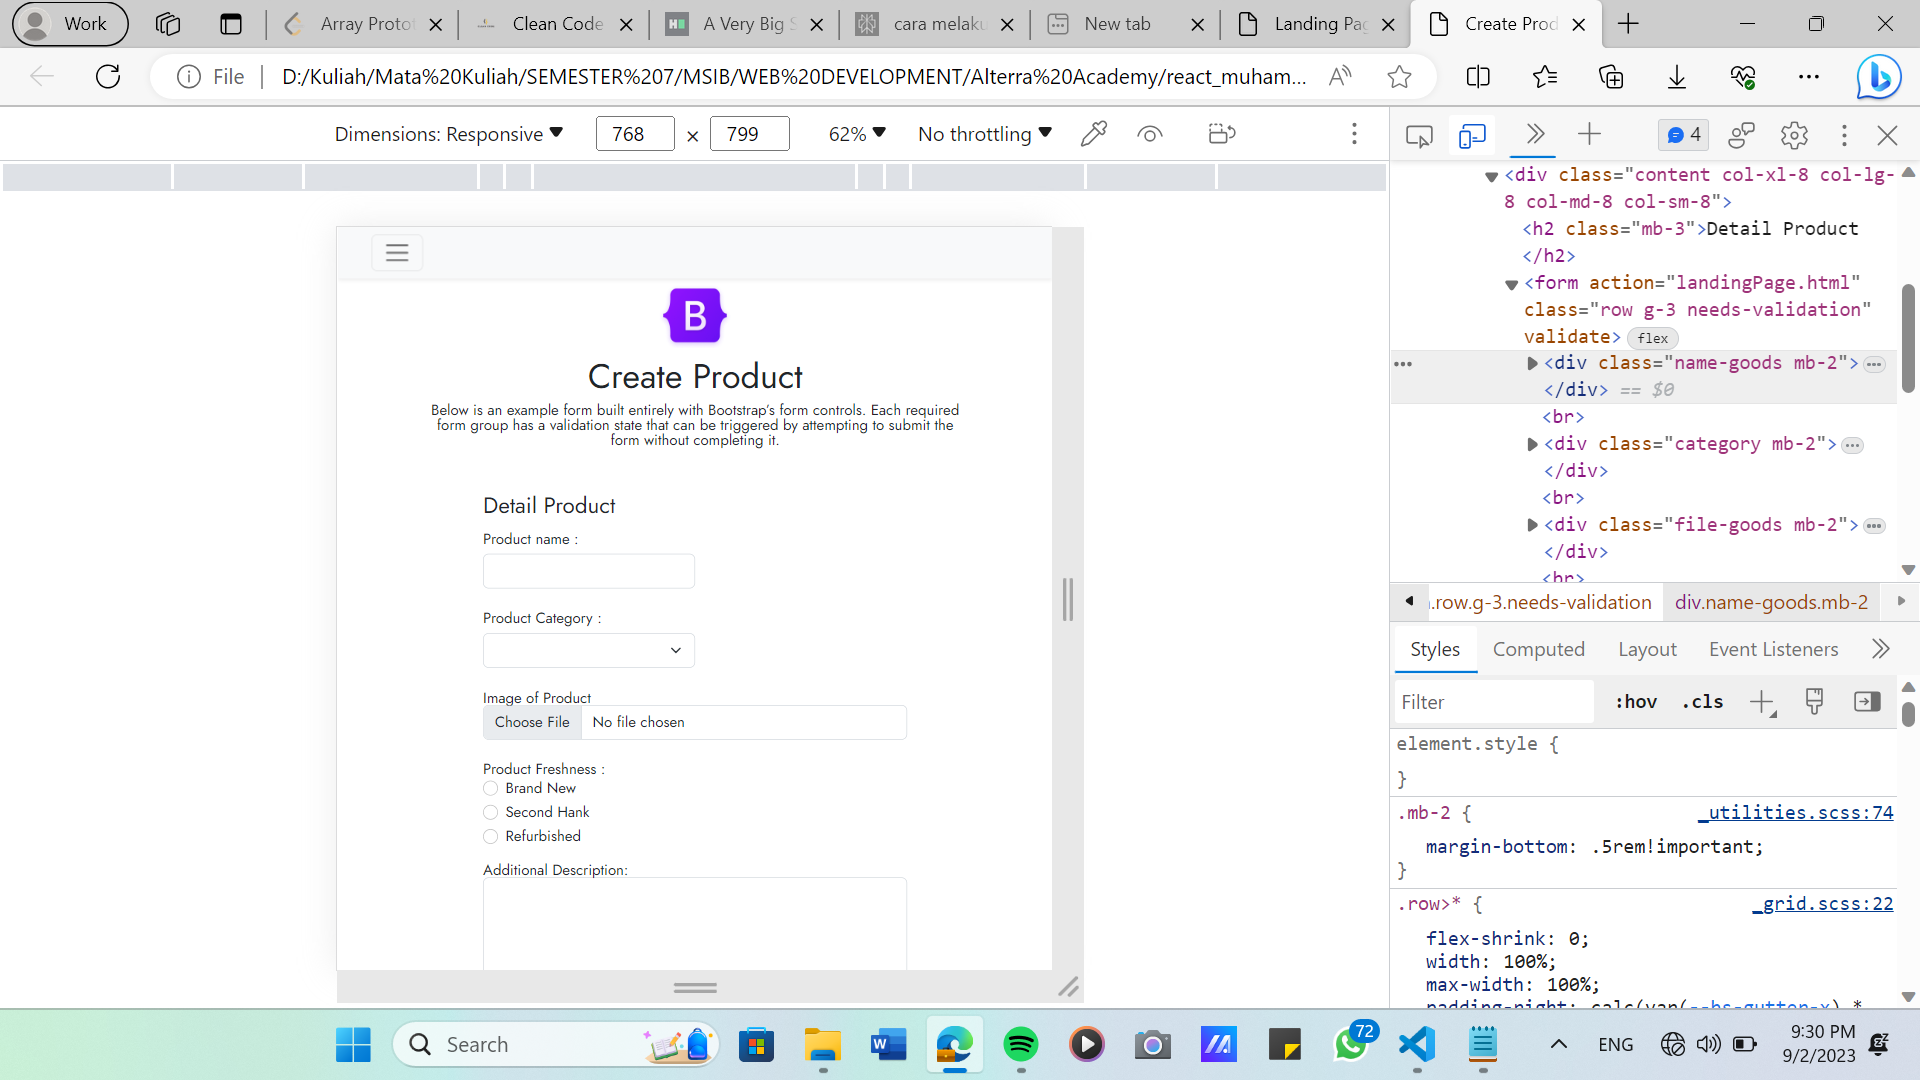 Work
Array Protot
Clean Code
A Very Big S
cara melaku
New tab
Landing Pag
Create Prod
File
D:/Kuliah/Mata%20Kuliah/SEMESTER%207/MSIB/WEB%20DEVELOPMENT/Alterra%20Academy/react_muham...
Dimensions: Responsive
768 × 799
62%
No throttling
4
B
Create Product
Below is an example form built entirely with Bootstrap's form controls. Each required
form group has a validation state that can be triggered by attempting to submit the
form without completing it.
Detail Product
Product name :
Product Category :
Image of Product
Choose File No file chosen
Product Freshness :
Brand New
Second Hank
Refurbished
Additional Description:
<div class="content col-xl-8 col-lg-
8 col-md-8 col-sm-8">
<h2 class="mb-3">Detail Product
</h2>
<form action="landingPage.html"
class="row g-3 needs-validation"
validate> flex
<div class="name-goods mb-2">
</div> == $0
<br>
<div class="category mb-2">
</div>
<br>
<div class="file-goods mb-2">
</div>
<br>
.row.g-3.needs-validation div.name-goods.mb-2
Styles Computed Layout Event Listeners
Filter :hov .cls
element.style {
}
.mb-2 { _utilities.scss:74
margin-bottom: .5rem!important;
}
.row>* { _grid.scss:22
flex-shrink: 0;
width: 100%;
max-width: 100%;
padding-right: calc(var(--bs-gutter-x) *
Search
72
ENG
9:30 PM
9/2/2023